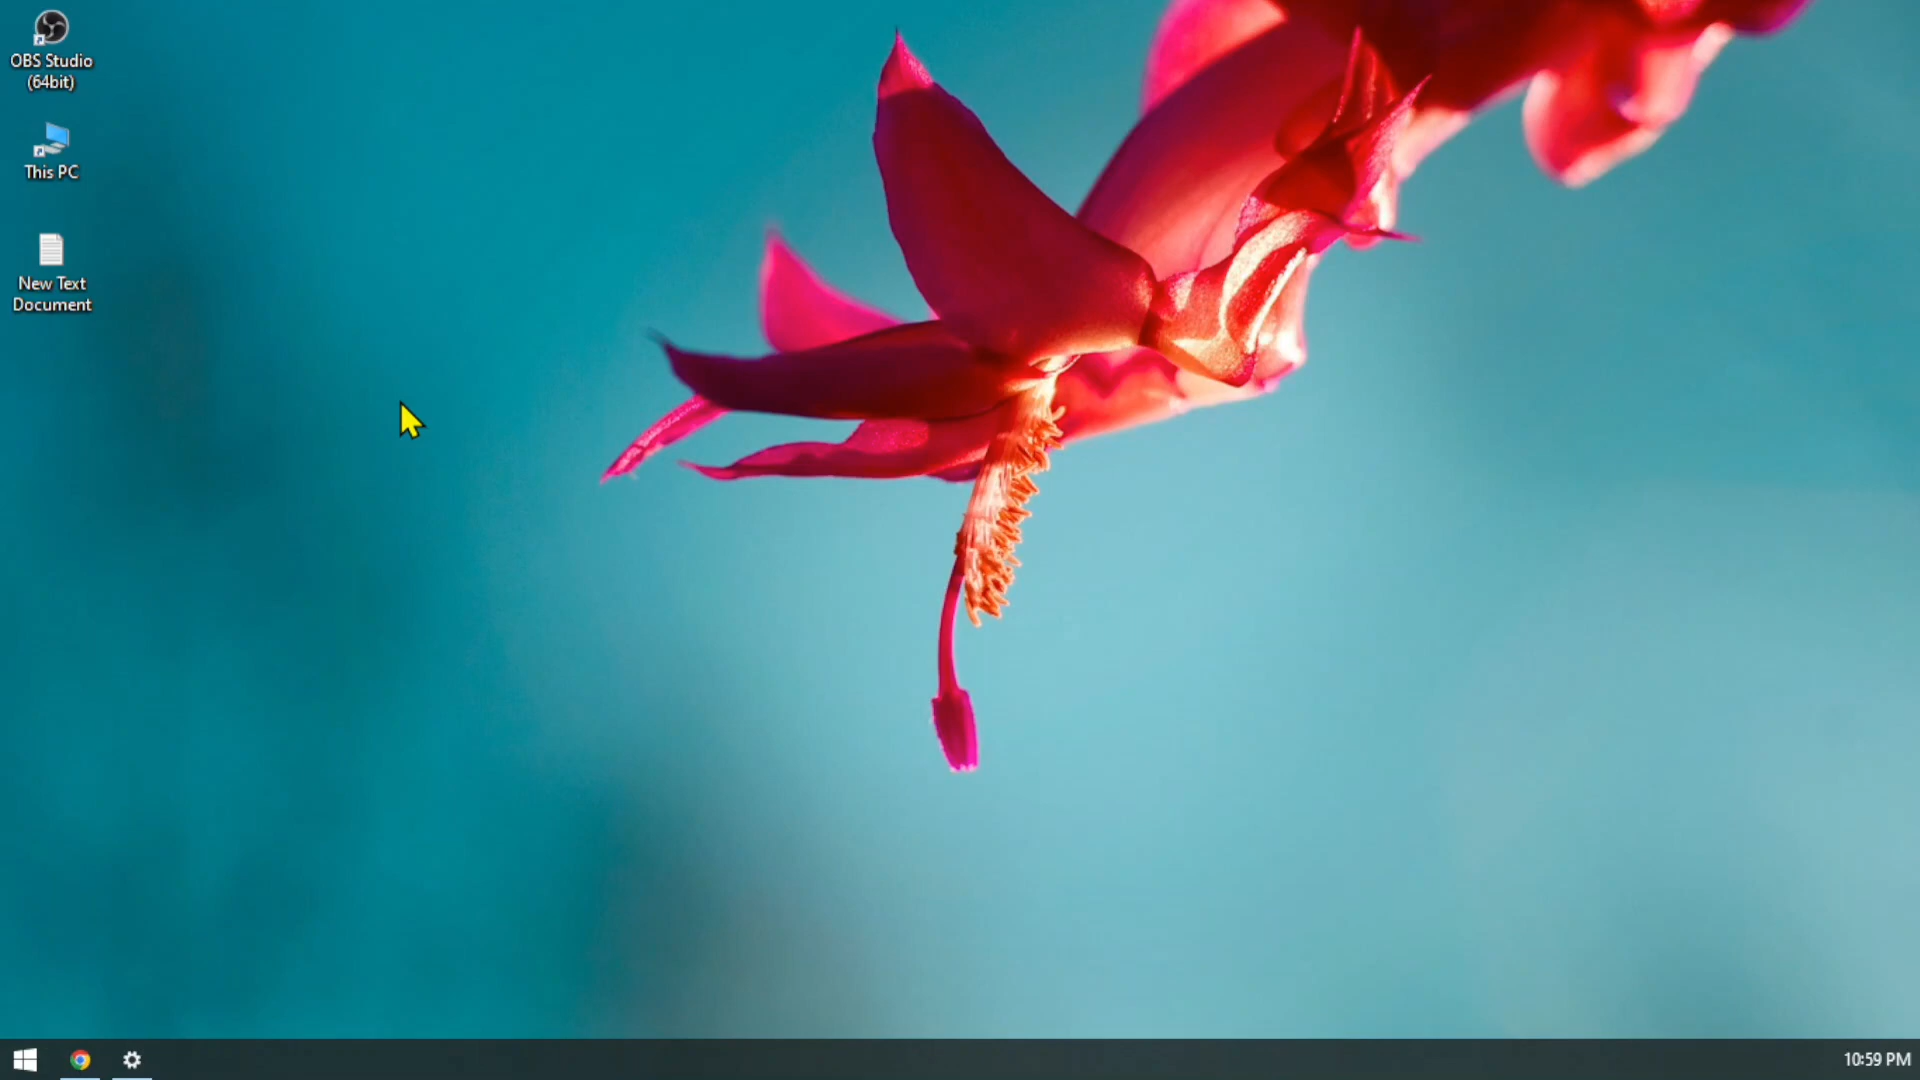 OBS Studio
(64bit)
This PC
New Text
Document
10:59 PM